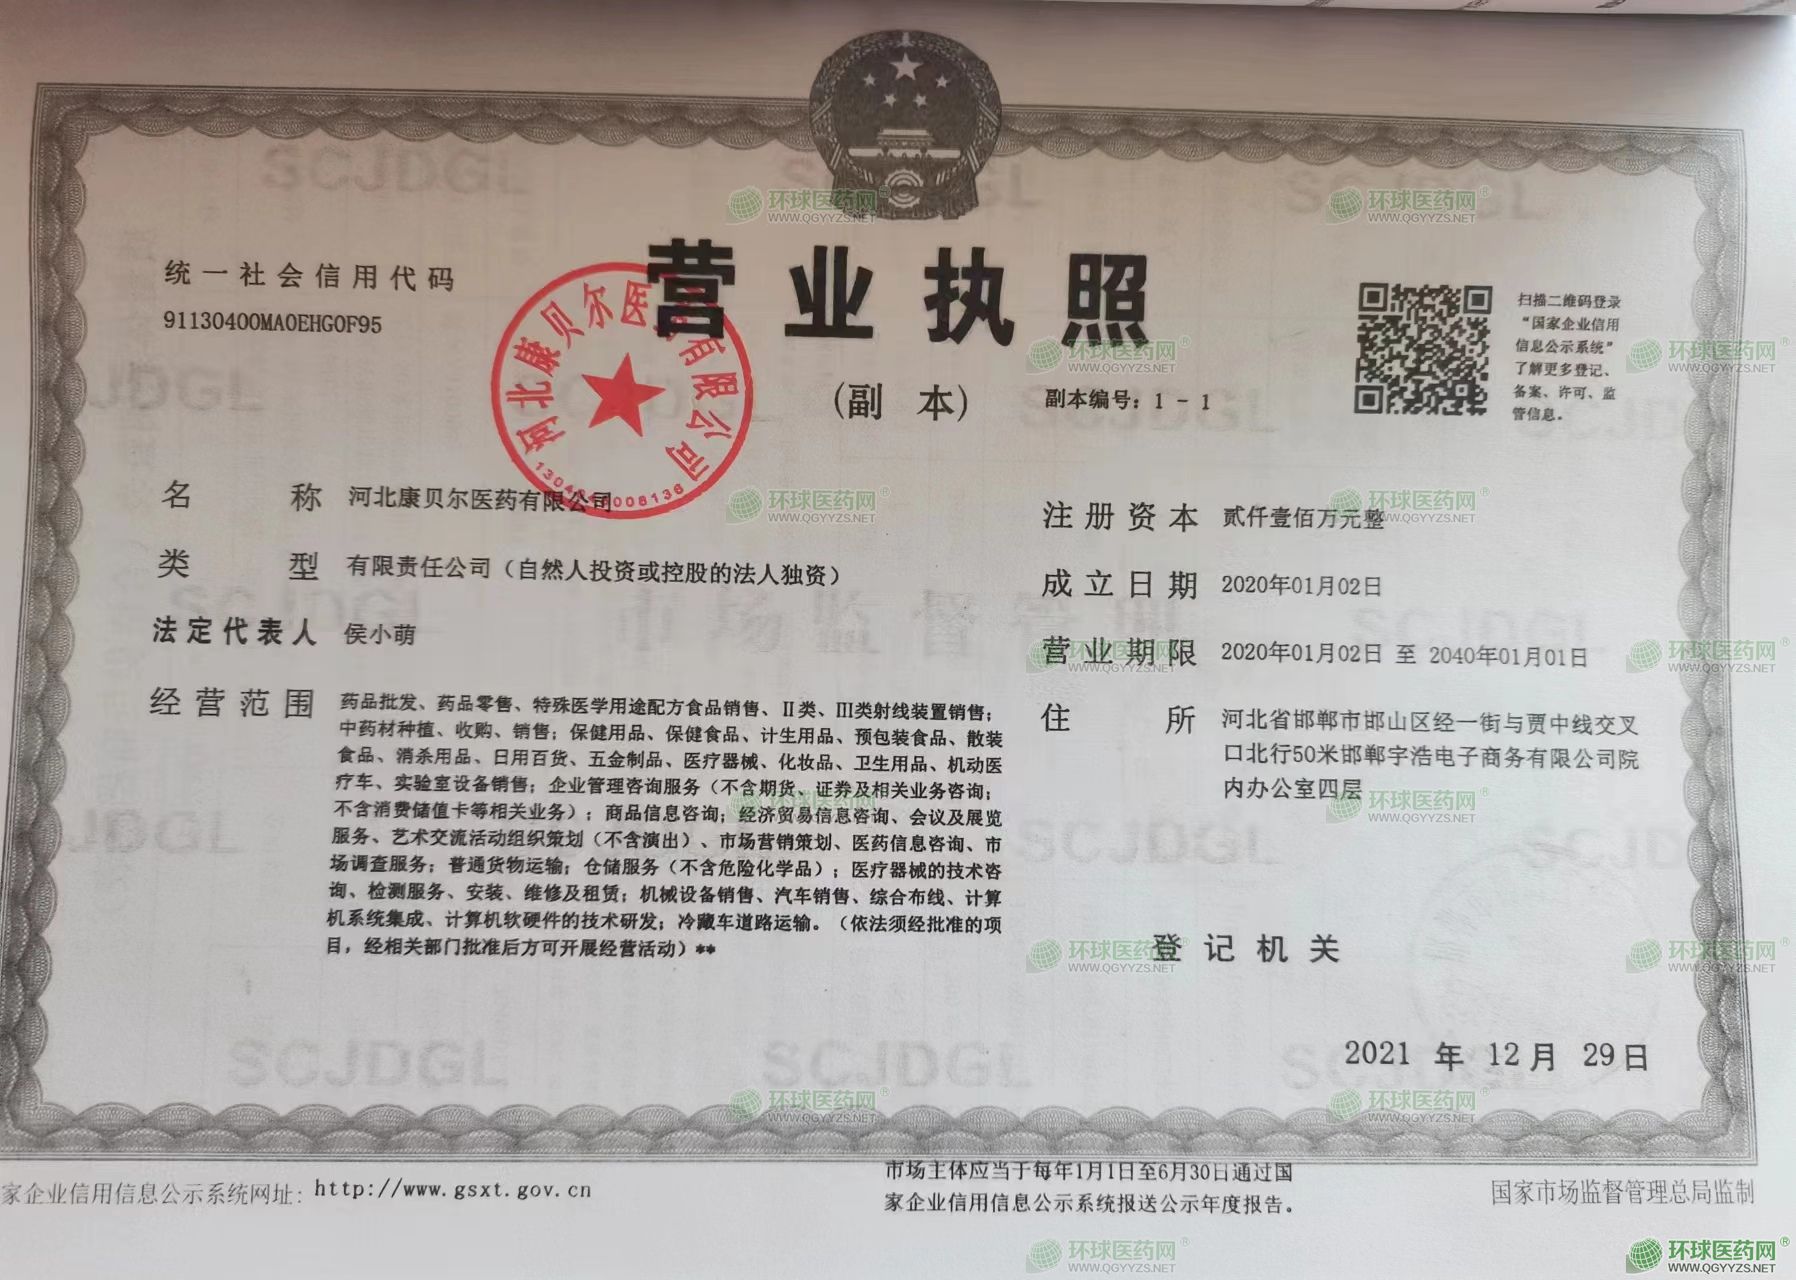 统一社会信用代码
91130400MA0EHG0F95
营业执照
(副 本)
副本编号：1 - 1
扫描二维码登录
“国家企业信用
信息公示系统”
了解更多登记、
备案、许可、监
管信息。
河北康贝尔医药有限公司
名 称 河北康贝尔医药有限公司
类 型 有限责任公司（自然人投资或控股的法人独资）
法定代表人 侯小萌
经营范围 药品批发、药品零售、特殊医学用途配方食品销售、II类、III类射线装置销售；
中药材种植、收购、销售；保健用品、保健食品、计生用品、预包装食品、散装
食品、消杀用品、日用百货、五金制品、医疗器械、化妆品、卫生用品、机动医
疗车、实验室设备销售；企业管理咨询服务（不含期货、证券及相关业务咨询；
不含消费储值卡等相关业务）；商品信息咨询；经济贸易信息咨询、会议及展览
服务、艺术交流活动组织策划（不含演出）、市场营销策划、医药信息咨询、市
场调查服务；普通货物运输；仓储服务（不含危险化学品）；医疗器械的技术咨
询、检测服务、安装、维修及租赁；机械设备销售、汽车销售、综合布线、计算
机系统集成、计算机软硬件的技术研发；冷藏车道路运输。（依法须经批准的项
目，经相关部门批准后方可开展经营活动）**
注册资本 贰仟壹佰万元整
成立日期 2020年01月02日
营业期限 2020年01月02日 至 2040年01月01日
住 所 河北省邯郸市邯山区经一街与贾中线交叉
口北行50米邯郸宇浩电子商务有限公司院
内办公室四层
登记机关
2021 年 12 月 29 日
家企业信用信息公示系统网址：http://www.gsxt.gov.cn
市场主体应当于每年1月1日至6月30日通过国
家企业信用信息公示系统报送公示年度报告。
国家市场监督管理总局监制
SCJDGL
环球医药网®
WWW.QGYYZS.NET